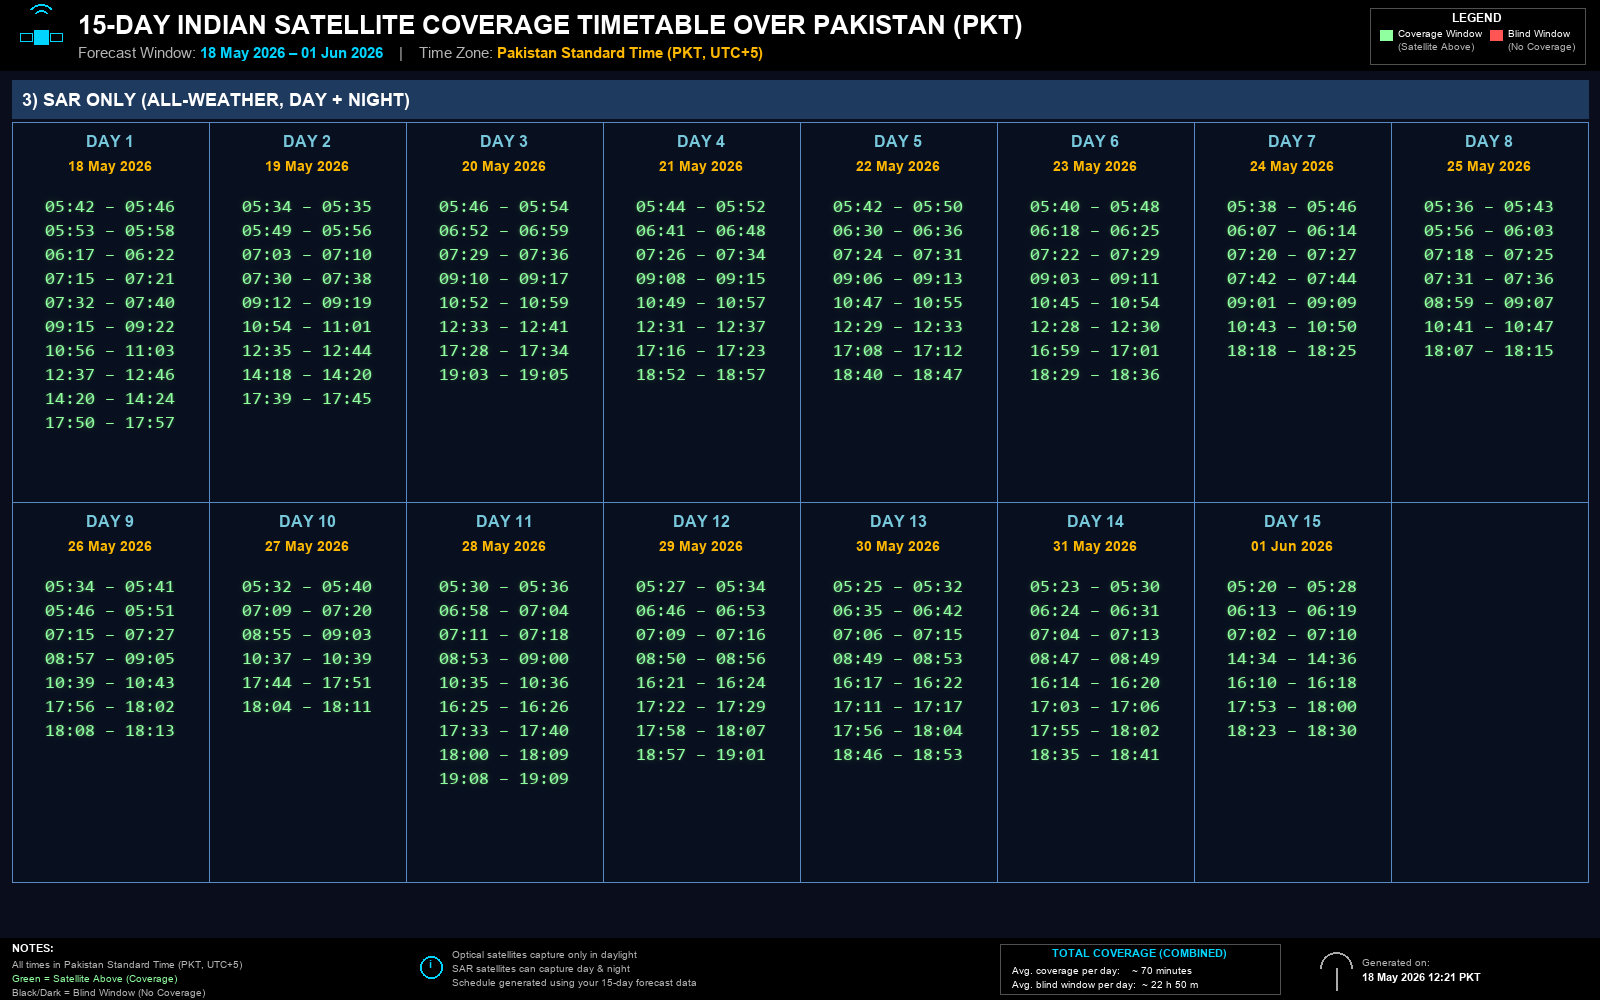 15-DAY INDIAN SATELLITE COVERAGE TIMETABLE OVER PAKISTAN (PKT)
Forecast Window: 18 May 2026 – 01 Jun 2026 | Time Zone: Pakistan Standard Time (PKT, UTC+5)
LEGEND
Coverage Window
(Satellite Above)
Blind Window
(No Coverage)
3) SAR ONLY (ALL-WEATHER, DAY + NIGHT)
DAY 1
18 May 2026
05:42 – 05:46
05:53 – 05:58
06:17 – 06:22
07:15 – 07:21
07:32 – 07:40
09:15 – 09:22
10:56 – 11:03
12:37 – 12:46
14:20 – 14:24
17:50 – 17:57
DAY 2
19 May 2026
05:34 – 05:35
05:49 – 05:56
07:03 – 07:10
07:30 – 07:38
09:12 – 09:19
10:54 – 11:01
12:35 – 12:44
14:18 – 14:20
17:39 – 17:45
DAY 3
20 May 2026
05:46 – 05:54
06:52 – 06:59
07:29 – 07:36
09:10 – 09:17
10:52 – 10:59
12:33 – 12:41
17:28 – 17:34
19:03 – 19:05
DAY 4
21 May 2026
05:44 – 05:52
06:41 – 06:48
07:26 – 07:34
09:08 – 09:15
10:49 – 10:57
12:31 – 12:37
17:16 – 17:23
18:52 – 18:57
DAY 5
22 May 2026
05:42 – 05:50
06:30 – 06:36
07:24 – 07:31
09:06 – 09:13
10:47 – 10:55
12:29 – 12:33
17:08 – 17:12
18:40 – 18:47
DAY 6
23 May 2026
05:40 – 05:48
06:18 – 06:25
07:22 – 07:29
09:03 – 09:11
10:45 – 10:54
12:28 – 12:30
16:59 – 17:01
18:29 – 18:36
DAY 7
24 May 2026
05:38 – 05:46
06:07 – 06:14
07:20 – 07:27
07:42 – 07:44
09:01 – 09:09
10:43 – 10:50
18:18 – 18:25
DAY 8
25 May 2026
05:36 – 05:43
05:56 – 06:03
07:18 – 07:25
07:31 – 07:36
08:59 – 09:07
10:41 – 10:47
18:07 – 18:15
DAY 9
26 May 2026
05:34 – 05:41
05:46 – 05:51
07:15 – 07:27
08:57 – 09:05
10:39 – 10:43
17:56 – 18:02
18:08 – 18:13
DAY 10
27 May 2026
05:32 – 05:40
07:09 – 07:20
08:55 – 09:03
10:37 – 10:39
17:44 – 17:51
18:04 – 18:11
DAY 11
28 May 2026
05:30 – 05:36
06:58 – 07:04
07:11 – 07:18
08:53 – 09:00
10:35 – 10:36
16:25 – 16:26
17:33 – 17:40
18:00 – 18:09
19:08 – 19:09
DAY 12
29 May 2026
05:27 – 05:34
06:46 – 06:53
07:09 – 07:16
08:50 – 08:56
16:21 – 16:24
17:22 – 17:29
17:58 – 18:07
18:57 – 19:01
DAY 13
30 May 2026
05:25 – 05:32
06:35 – 06:42
07:06 – 07:15
08:49 – 08:53
16:17 – 16:22
17:11 – 17:17
17:56 – 18:04
18:46 – 18:53
DAY 14
31 May 2026
05:23 – 05:30
06:24 – 06:31
07:04 – 07:13
08:47 – 08:49
16:14 – 16:20
17:03 – 17:06
17:55 – 18:02
18:35 – 18:41
DAY 15
01 Jun 2026
05:20 – 05:28
06:13 – 06:19
07:02 – 07:10
14:34 – 14:36
16:10 – 16:18
17:53 – 18:00
18:23 – 18:30
NOTES:
All times in Pakistan Standard Time (PKT, UTC+5)
Green = Satellite Above (Coverage)
Black/Dark = Blind Window (No Coverage)
i
Optical satellites capture only in daylight
SAR satellites can capture day & night
Schedule generated using your 15-day forecast data
TOTAL COVERAGE (COMBINED)
Avg. coverage per day: ~ 70 minutes
Avg. blind window per day: ~ 22 h 50 m
Generated on:
18 May 2026 12:21 PKT